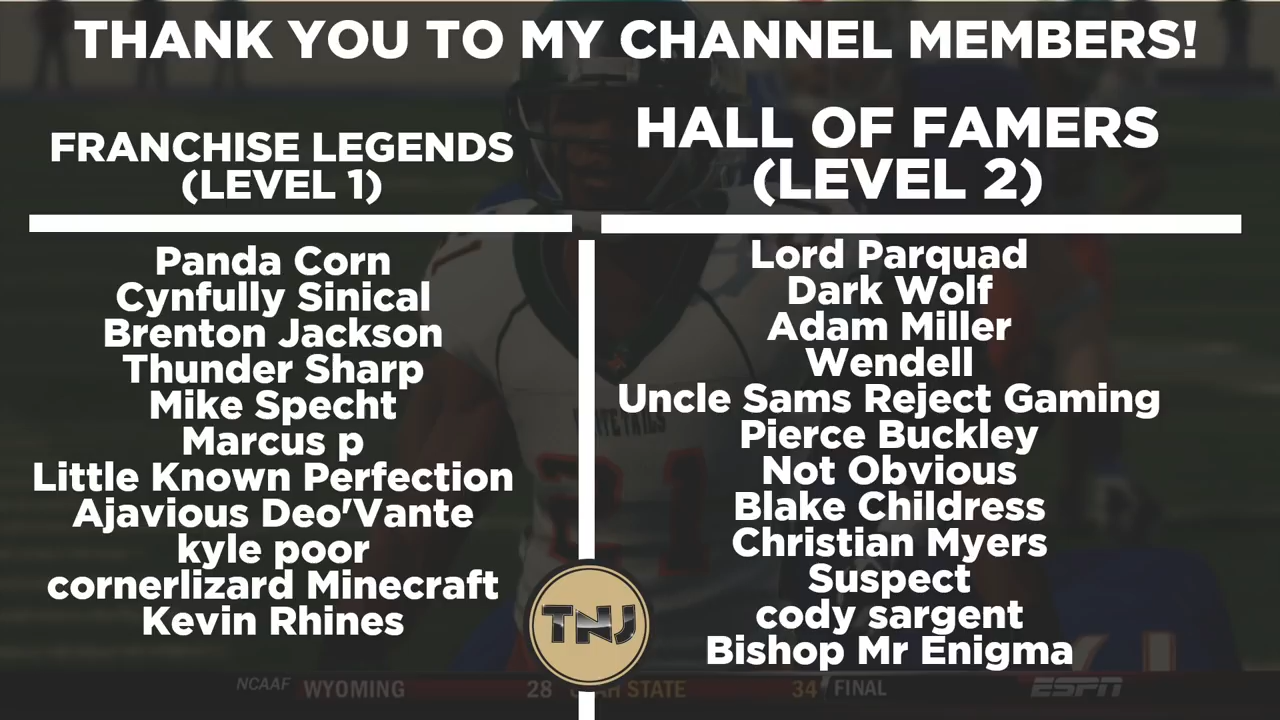 THANK YOU TO MY CHANNEL MEMBERS!
FRANCHISE LEGENDS
(LEVEL 1)
Panda Corn
Cynfully Sinical
Brenton Jackson
Thunder Sharp
Mike Specht
Marcus p
Little Known Perfection
Ajavious Deo'Vante
kyle poor
cornerlizard Minecraft
Kevin Rhines
HALL OF FAMERS
(LEVEL 2)
Lord Parquad
Dark Wolf
Adam Miller
Wendell
Uncle Sams Reject Gaming
Pierce Buckley
Not Obvious
Blake Childress
Christian Myers
Suspect
cody sargent
Bishop Mr Enigma
21
TNJ
NCAAF WYOMING 28 STATE 34 FINAL ESPN